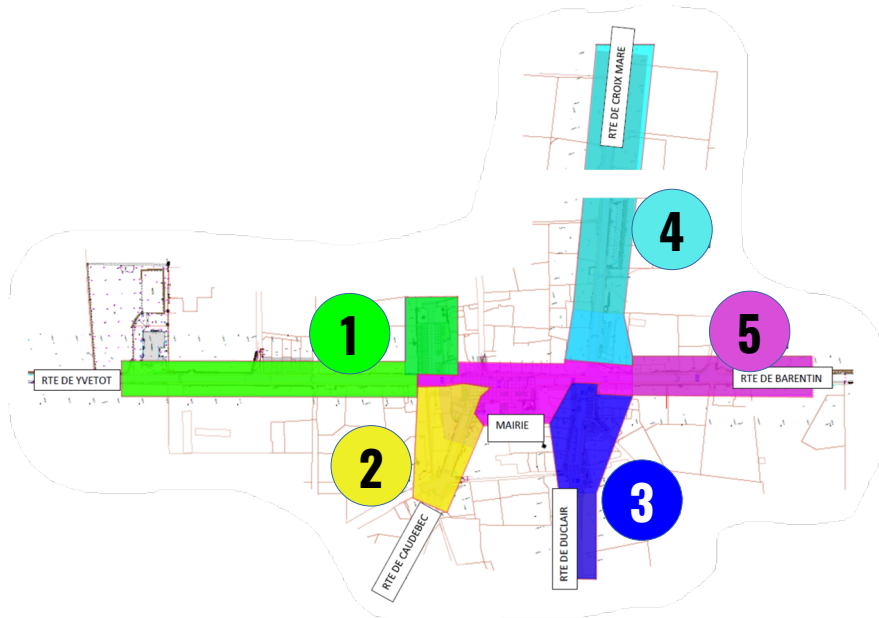 RTE DE CROIX MARE
4
1
5
RTE DE YVETOT
RTE DE BARENTIN
MAIRIE
2
3
RTE DE CAUDEBEC
RTE DE DUCLAIR